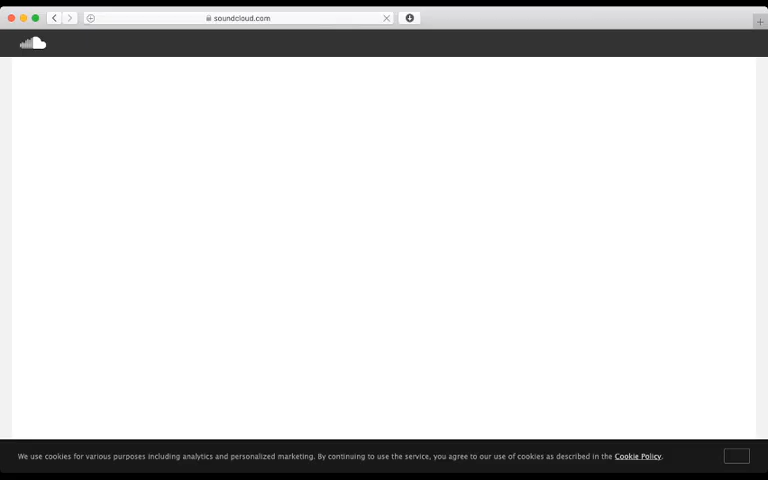 soundcloud.com
We use cookies for various purposes including analytics and personalized marketing. By continuing to use the service, you agree to our use of cookies as described in the Cookie Policy.